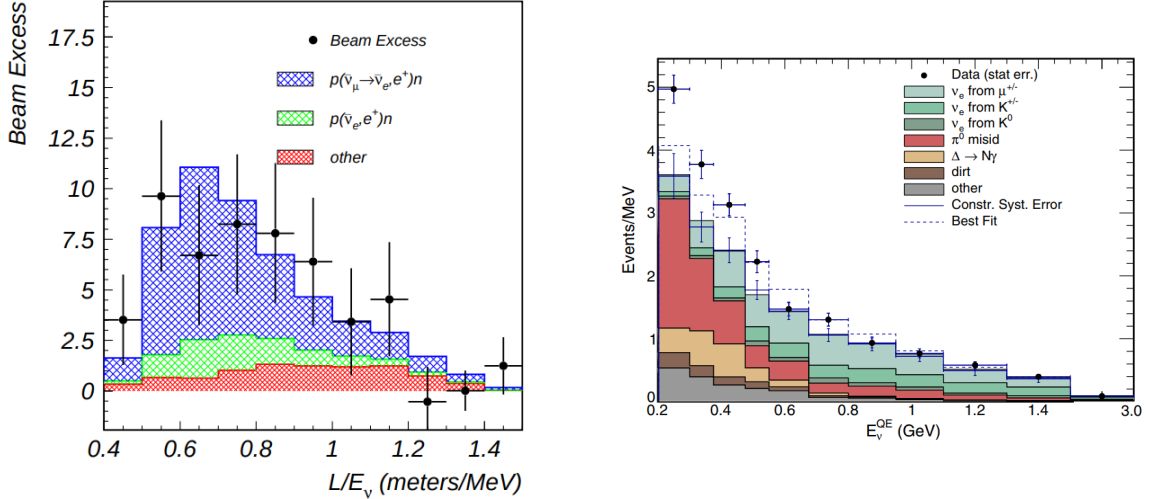 Beam Excess
17.5
15
12.5
10
7.5
5
2.5
0
Beam Excess
p(ν̄μ→ν̄e,e⁺)n
p(ν̄e,e⁺)n
other
0.4 0.6 0.8 1 1.2 1.4
L/Eν (meters/MeV)
Events/MeV
5
4
3
2
1
0
Data (stat err.)
νe from μ+/-
νe from K+/-
νe from K⁰
π⁰ misid
Δ → Nγ
dirt
other
Constr. Syst. Error
Best Fit
0.2 0.4 0.6 0.8 1 1.2 1.4 3.0
EνQE (GeV)